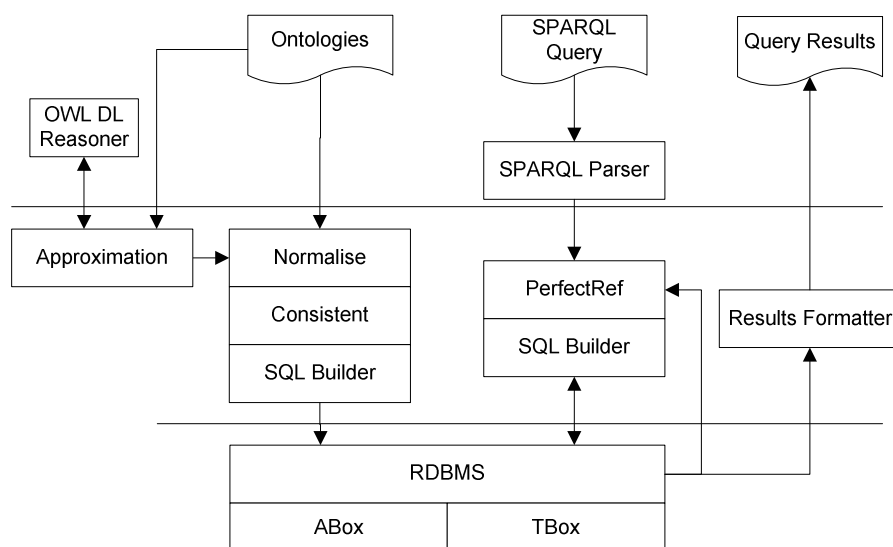 Ontologies
SPARQL
Query
Query Results
OWL DL
Reasoner
SPARQL Parser
Approximation
Normalise
Consistent
SQL Builder
PerfectRef
SQL Builder
Results Formatter
RDBMS
ABox
TBox